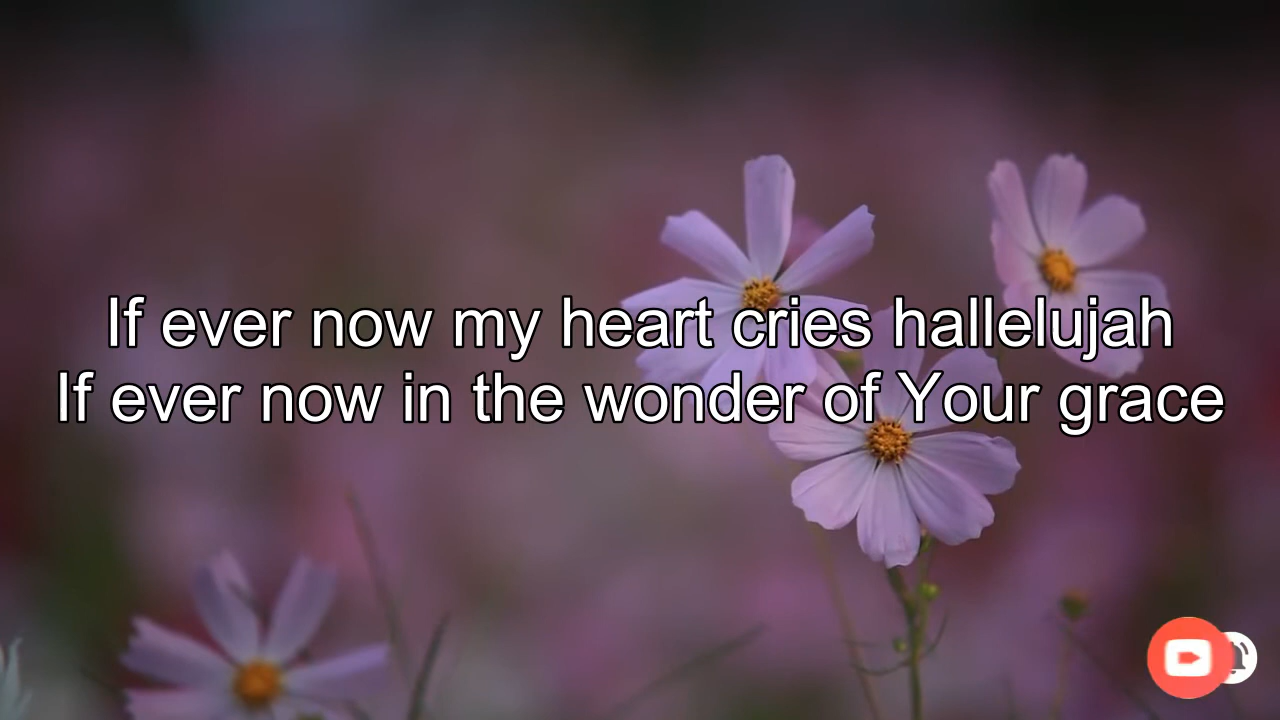 If ever now my heart cries hallelujah
If ever now in the wonder of Your grace